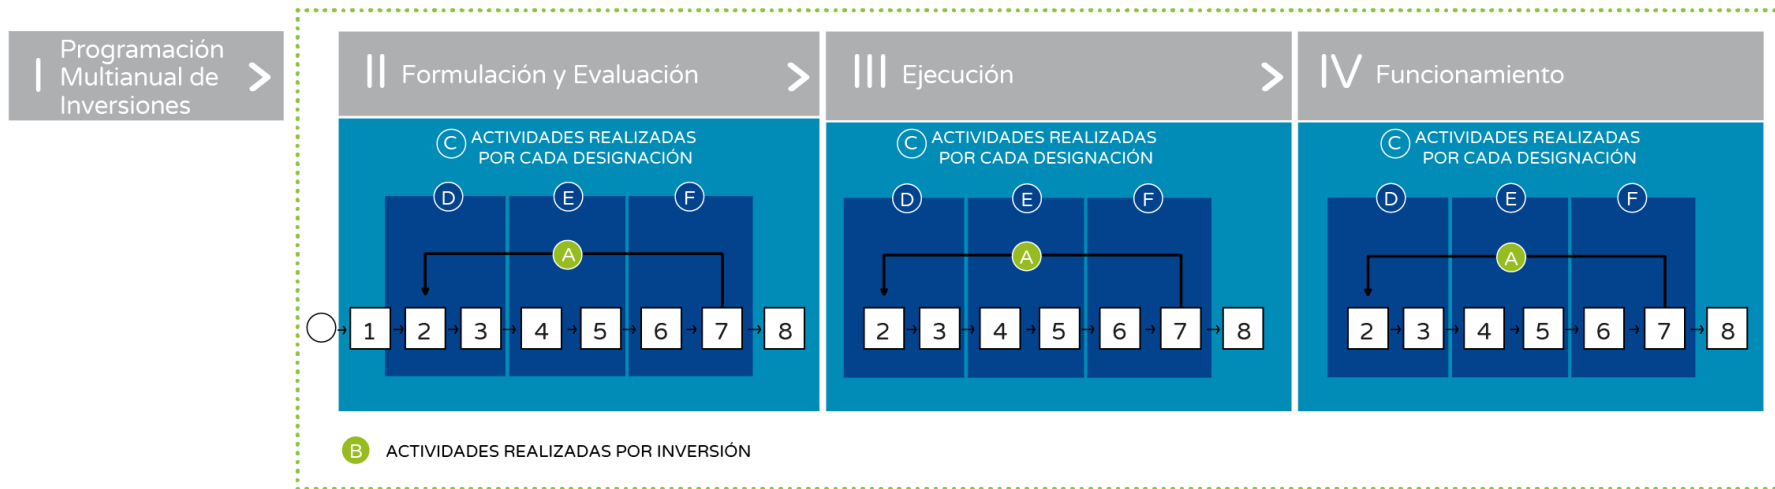 I
Programación
Multianual de
Inversiones
II Formulación y Evaluación
III Ejecución
IV Funcionamiento
C ACTIVIDADES REALIZADAS
POR CADA DESIGNACIÓN
D E F
A
1 2 3 4 5 6 7 8
C ACTIVIDADES REALIZADAS
POR CADA DESIGNACIÓN
D E F
A
2 3 4 5 6 7 8
C ACTIVIDADES REALIZADAS
POR CADA DESIGNACIÓN
D E F
A
2 3 4 5 6 7 8
B ACTIVIDADES REALIZADAS POR INVERSIÓN